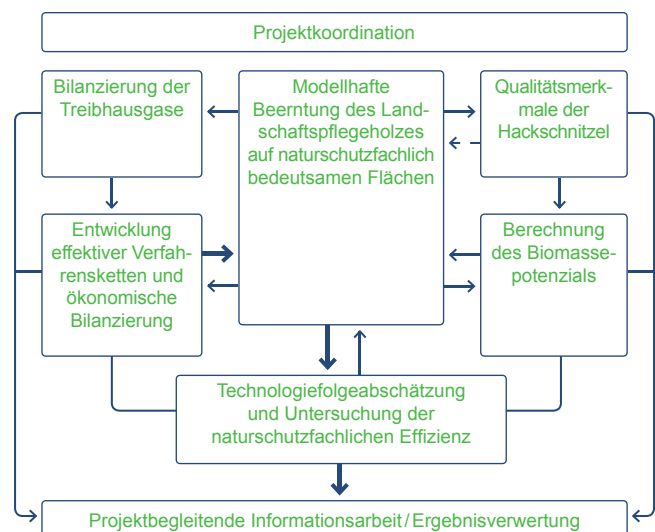 Projektkoordination
Bilanzierung der
Treibhausgase
Modellhafte
Beerntung des Land-
schaftspflegeholzes
auf naturschutzfachlich
bedeutsamen Flächen
Qualitätsmerk-
male der
Hackschnitzel
Entwicklung
effektiver Verfah-
rensketten und
ökonomische
Bilanzierung
Berechnung
des Biomasse-
potenzials
Technologiefolgeabschätzung
und Untersuchung der
naturschutzfachlichen Effizienz
Projektbegleitende Informationsarbeit/Ergebnisverwertung